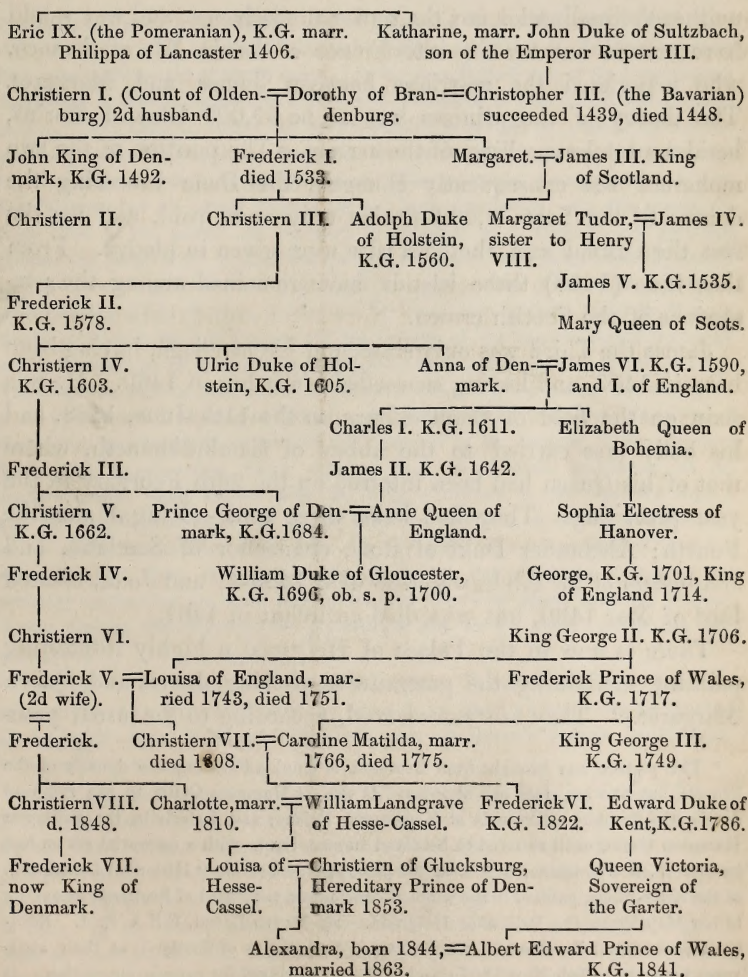 Eric IX. (the Pomeranian), K.G. marr. Katharine, marr. John Duke of Sultzbach,
Philippa of Lancaster 1406. son of the Emperor Rupert III.
Christiern I. (Count of Olden-=Dorothy of Bran-=Christopher III. (the Bavarian)
burg) 2d husband. denburg. succeeded 1439, died 1448.
John King of Den- Frederick I. Margaret.=James III. King
mark, K.G. 1492. died 1533. of Scotland.
Christiern II. Christiern III. Adolph Duke Margaret Tudor,=James IV.
of Holstein, sister to Henry
K.G. 1560. VIII.
James V. K.G. 1535.
Frederick II.
K.G. 1578. Mary Queen of Scots.
Christiern IV. Ulric Duke of Hol- Anna of Den-=James VI. K.G. 1590,
K.G. 1603. stein, K.G. 1605. mark. and I. of England.
Charles I. K.G. 1611. Elizabeth Queen of
Bohemia.
Frederick III. James II. K.G. 1642.
Christiern V. Prince George of Den-=Anne Queen of Sophia Electress of
K.G. 1662. mark, K.G. 1684. England. Hanover.
Frederick IV. William Duke of Gloucester, George, K.G. 1701, King
K.G. 1696, ob. s. p. 1700. of England 1714.
Christiern VI. King George II. K.G. 1706.
Frederick V.=Louisa of England, mar- Frederick Prince of Wales,
(2d wife). ried 1743, died 1751. K.G. 1717.
Frederick. Christiern VII.=Caroline Matilda, marr. King George III.
died 1808. 1766, died 1775. K.G. 1749.
Christiern VIII. Charlotte, marr.=William Landgrave Frederick VI. Edward Duke of
d. 1848. 1810. of Hesse-Cassel. K.G. 1822. Kent, K.G. 1786.
Frederick VII. Louisa of=Christiern of Glucksburg, Queen Victoria,
now King of Hesse- Hereditary Prince of Den- Sovereign of
Denmark. Cassel. mark 1853. the Garter.
Alexandra, born 1844,=Albert Edward Prince of Wales,
married 1863. K.G. 1841.